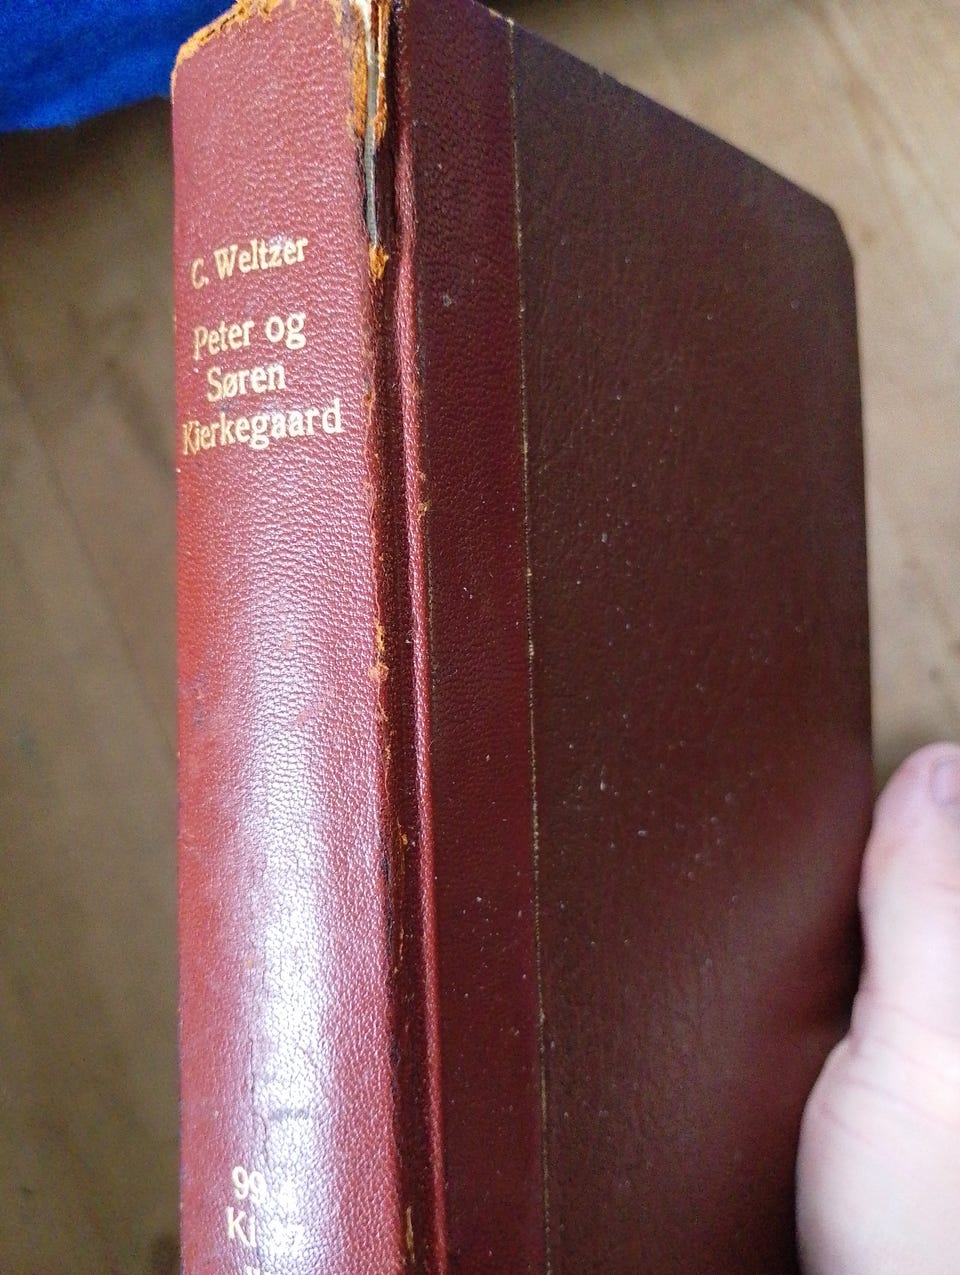 C. Weltzer
Peter og
Søren
Kierkegaard